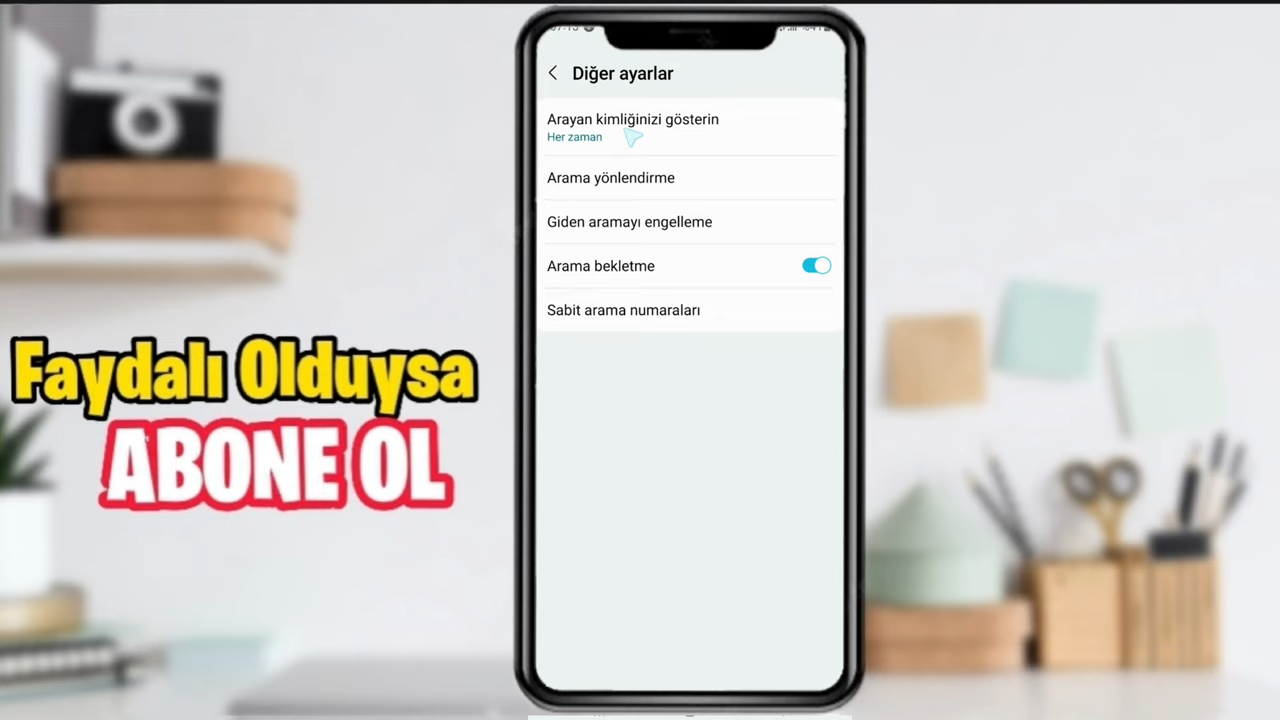 Diğer ayarlar
Arayan kimliğinizi gösterin
Her zaman
Arama yönlendirme
Giden aramayı engelleme
Arama bekletme
Sabit arama numaraları
Faydalı Olduysa
ABONE OL